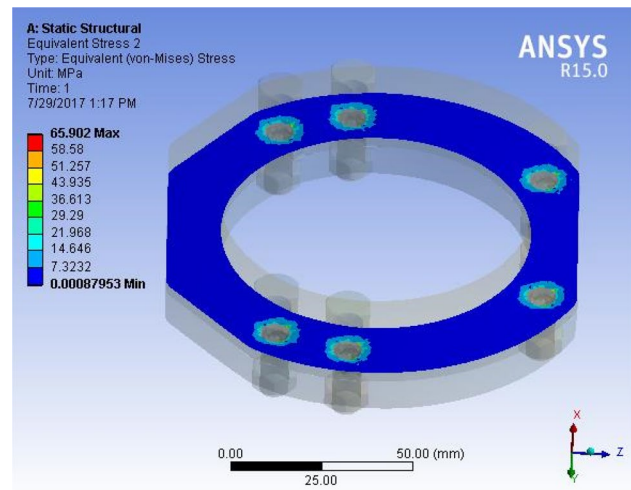 A: Static Structural
Equivalent Stress 2
Type: Equivalent (von-Mises) Stress
Unit: MPa
Time: 1
7/29/2017 1:17 PM
65.902 Max
58.58
51.257
43.935
36.613
29.29
21.968
14.646
7.3232
0.00087953 Min
ANSYS
R15.0
X
Z
Y
0.00 50.00 (mm)
25.00